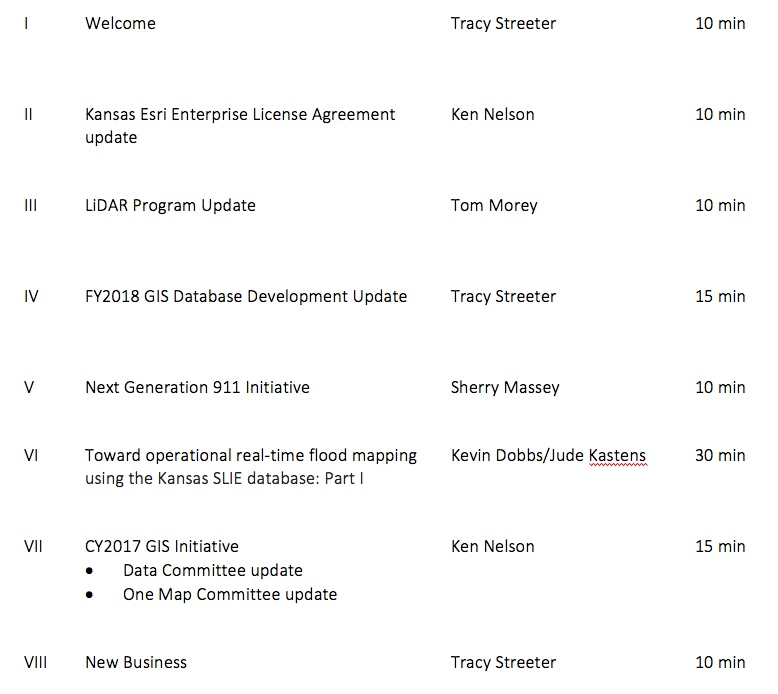 I Welcome Tracy Streeter 10 min
II Kansas Esri Enterprise License Agreement Ken Nelson 10 min
update
III LiDAR Program Update Tom Morey 10 min
IV FY2018 GIS Database Development Update Tracy Streeter 15 min
V Next Generation 911 Initiative Sherry Massey 10 min
VI Toward operational real-time flood mapping Kevin Dobbs/Jude Kastens 30 min
using the Kansas SLIE database: Part I
VII CY2017 GIS Initiative Ken Nelson 15 min
• Data Committee update
• One Map Committee update
VIII New Business Tracy Streeter 10 min